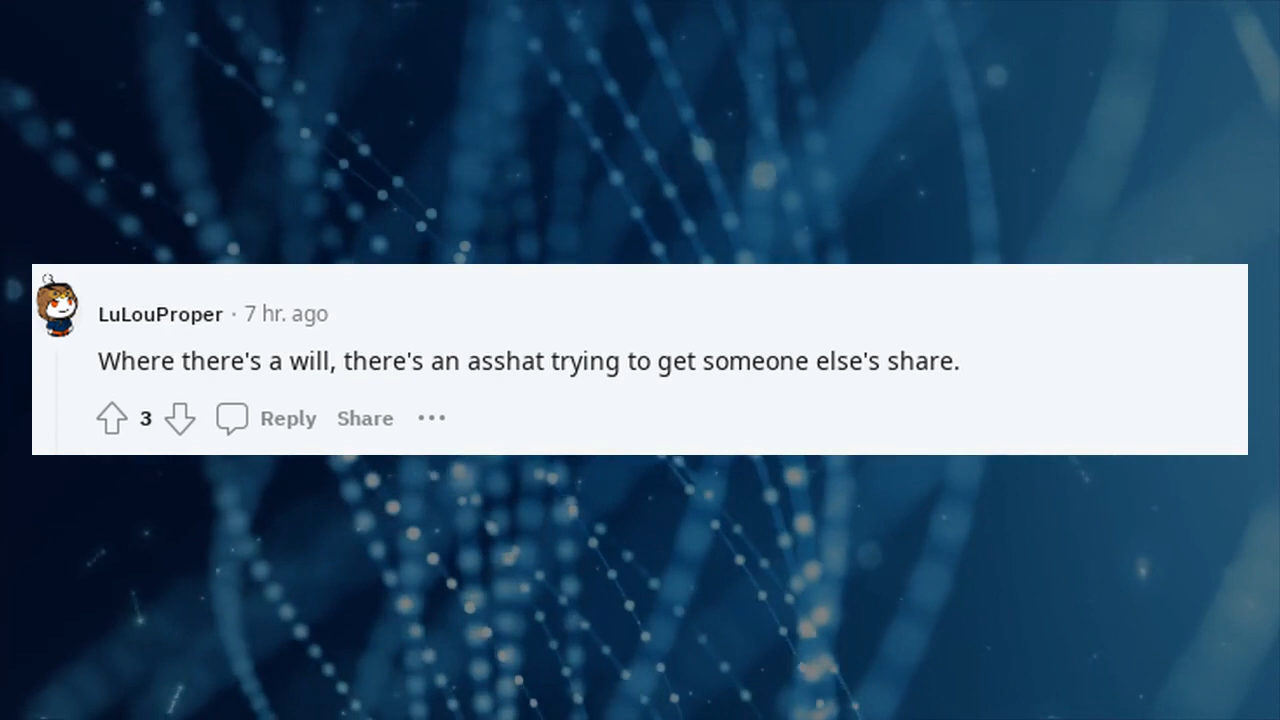 LuLouProper · 7 hr. ago
Where there's a will, there's an asshat trying to get someone else's share.
3 Reply Share ···